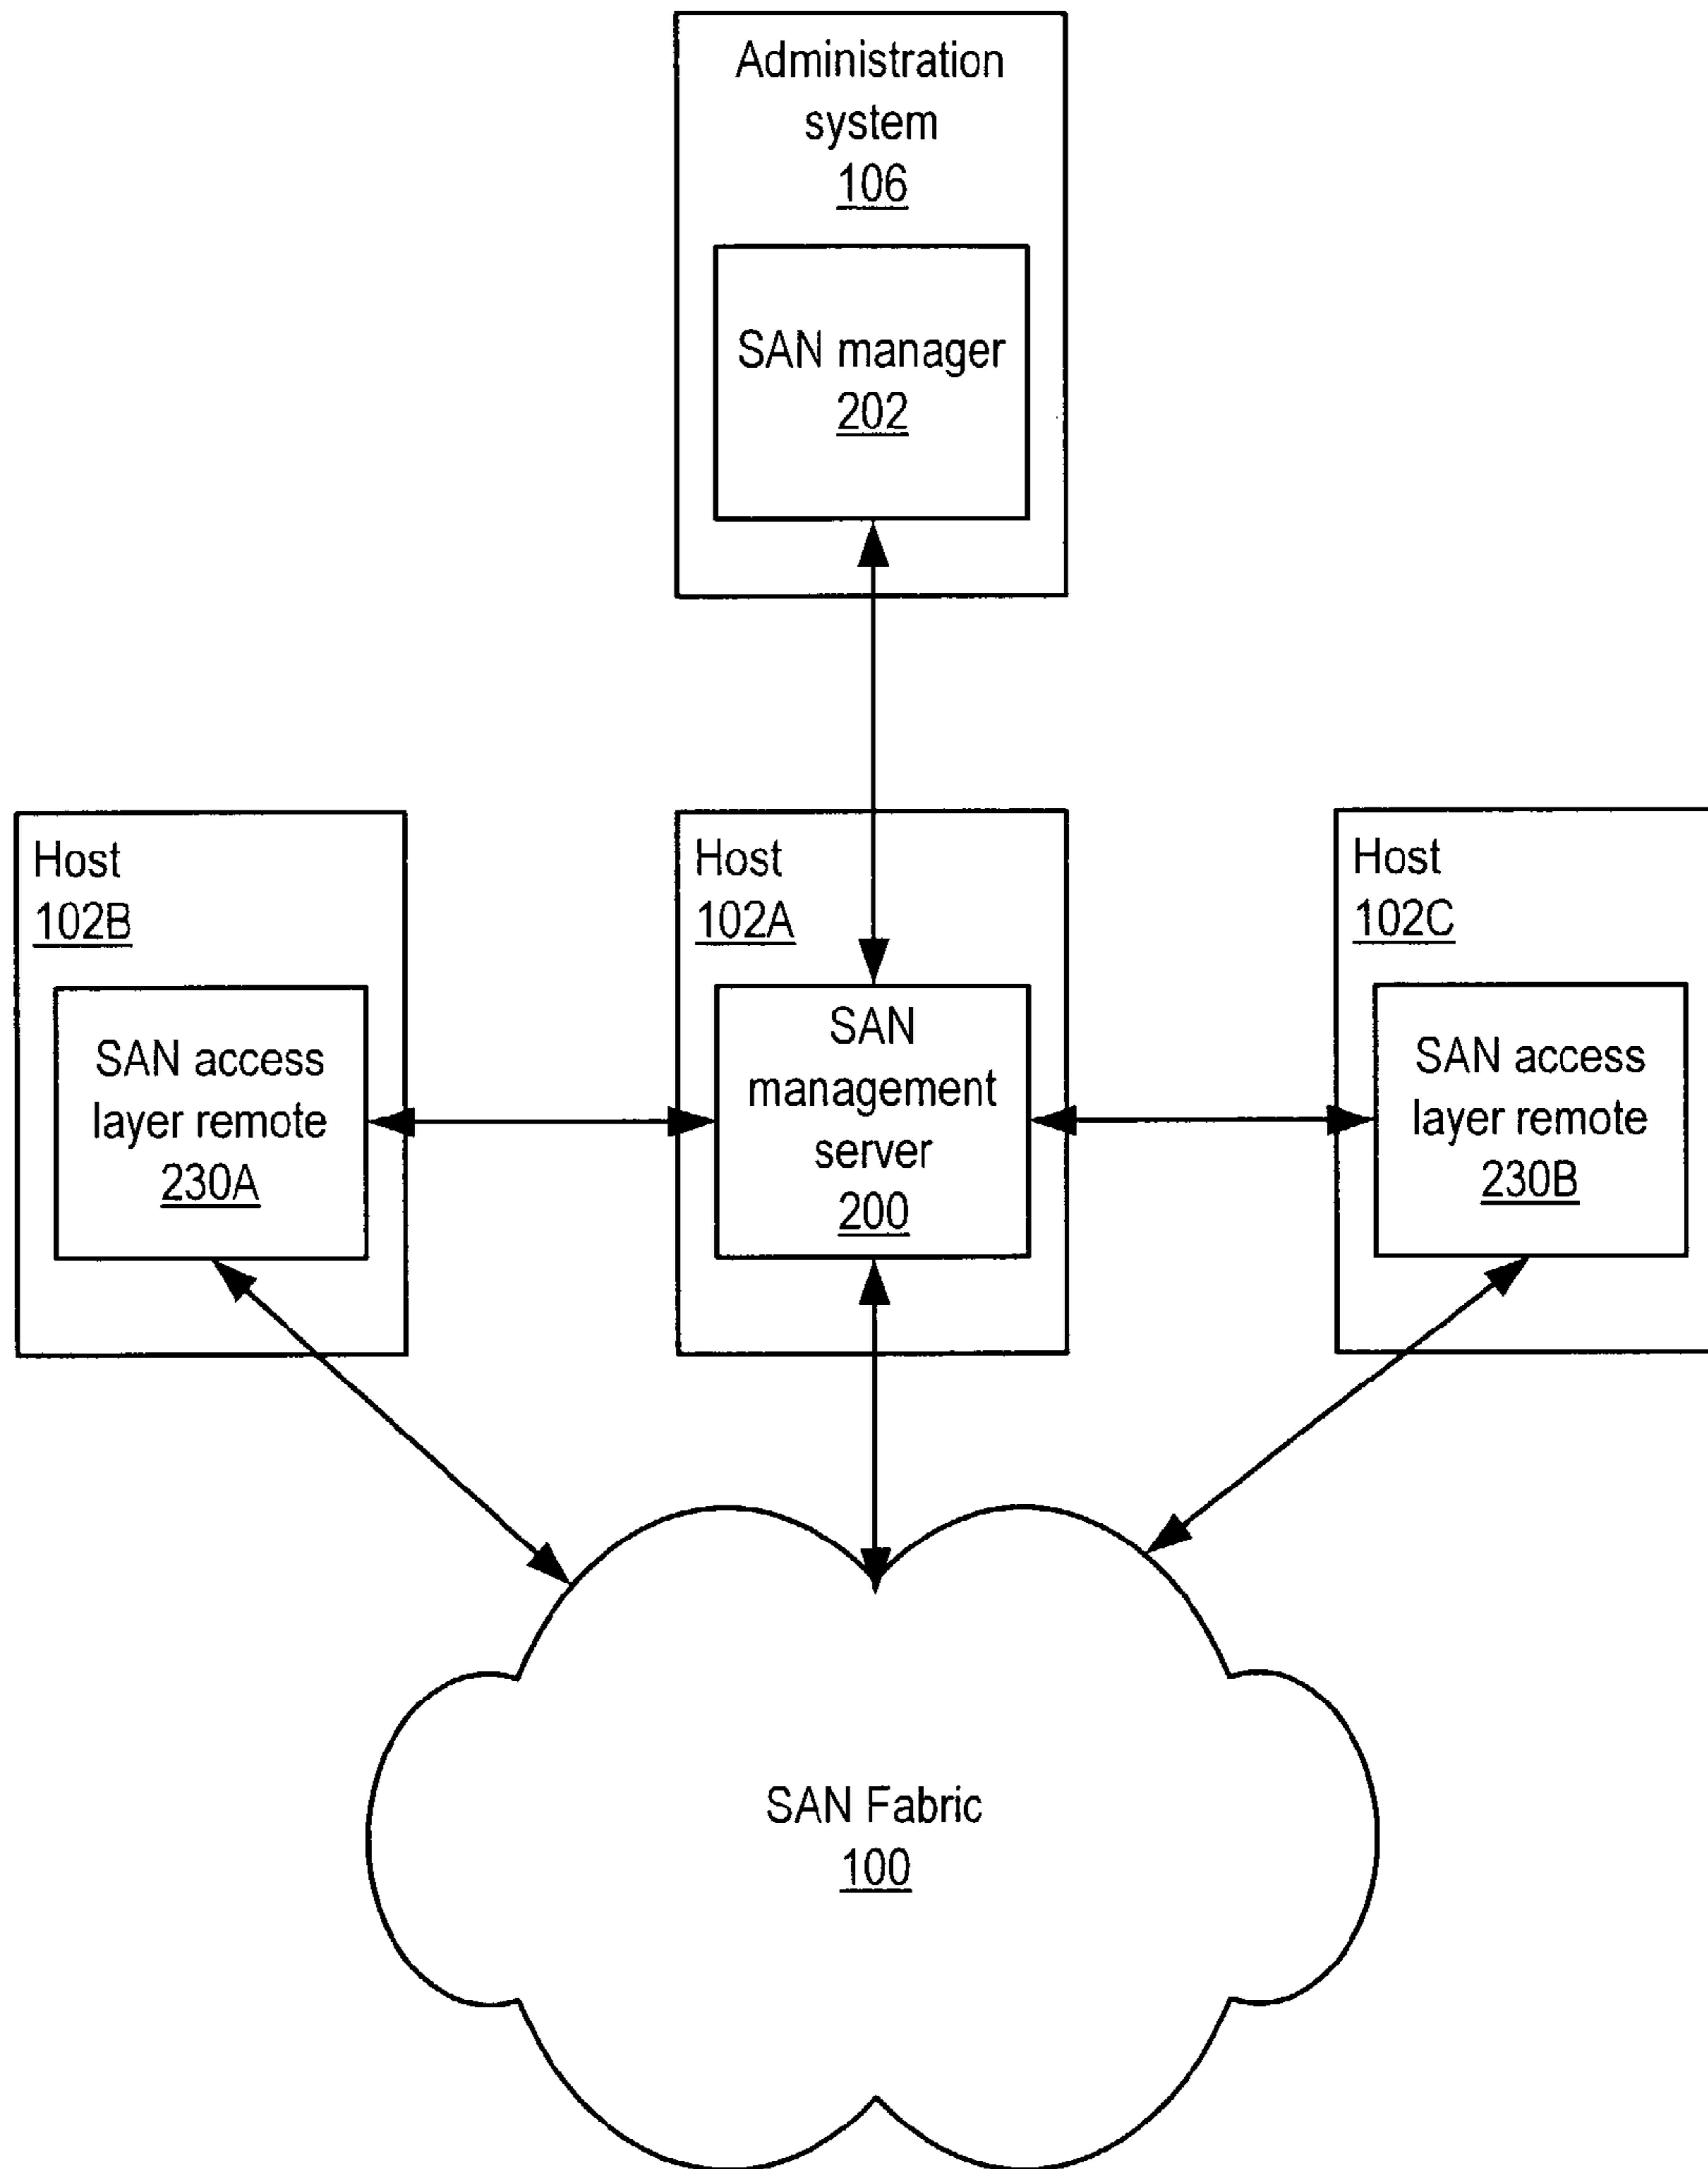 Administration
system
106
SAN manager
202
Host
102B
SAN access
layer remote
230A
Host
102A
SAN
management
server
200
Host
102C
SAN access
layer remote
230B
SAN Fabric
100